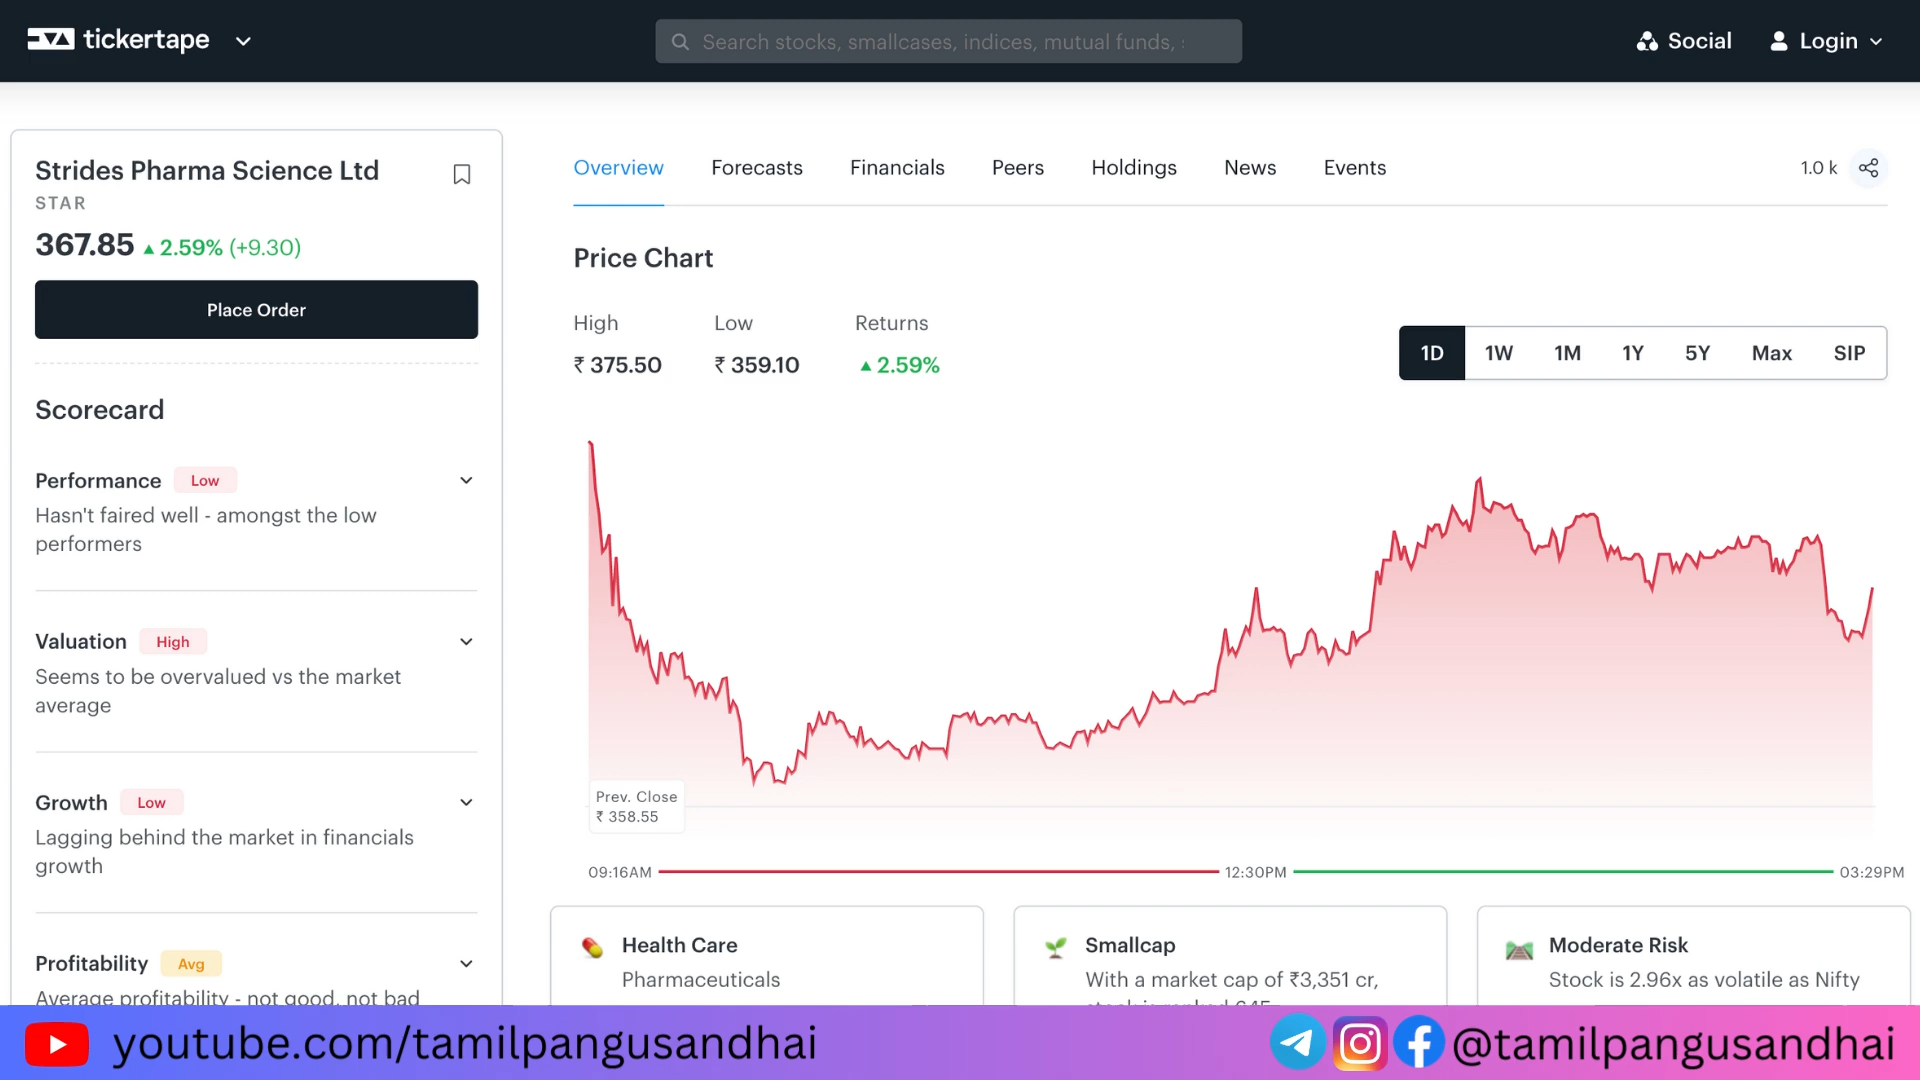 tickertape
Search stocks, smallcases, indices, mutual funds,
Social
Login
Strides Pharma Science Ltd
STAR
367.85 ▲ 2.59% (+9.30)
Place Order
Scorecard
Performance Low
Hasn't faired well - amongst the low
performers
Valuation High
Seems to be overvalued vs the market
average
Growth Low
Lagging behind the market in financials
growth
Profitability Avg
Average profitability - not good, not bad
Overview Forecasts Financials Peers Holdings News Events
1.0 k
Price Chart
High Low Returns
₹ 375.50 ₹ 359.10 ▲ 2.59%
1D 1W 1M 1Y 5Y Max SIP
Prev. Close
₹ 358.55
09:16AM 12:30PM 03:29PM
Health Care
Pharmaceuticals
Smallcap
With a market cap of ₹3,351 cr,
Moderate Risk
Stock is 2.96x as volatile as Nifty
youtube.com/tamilpangusandhai
@tamilpangusandhai